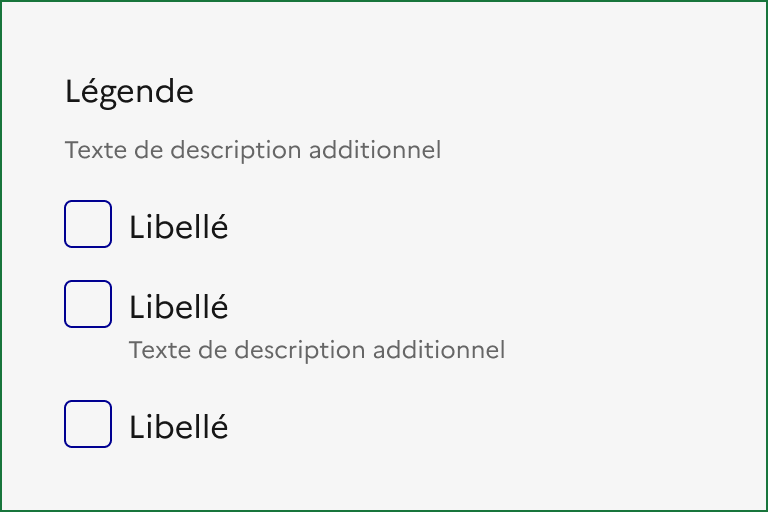 Légende
Texte de description additionnel
Libellé
Libellé
Texte de description additionnel
Libellé